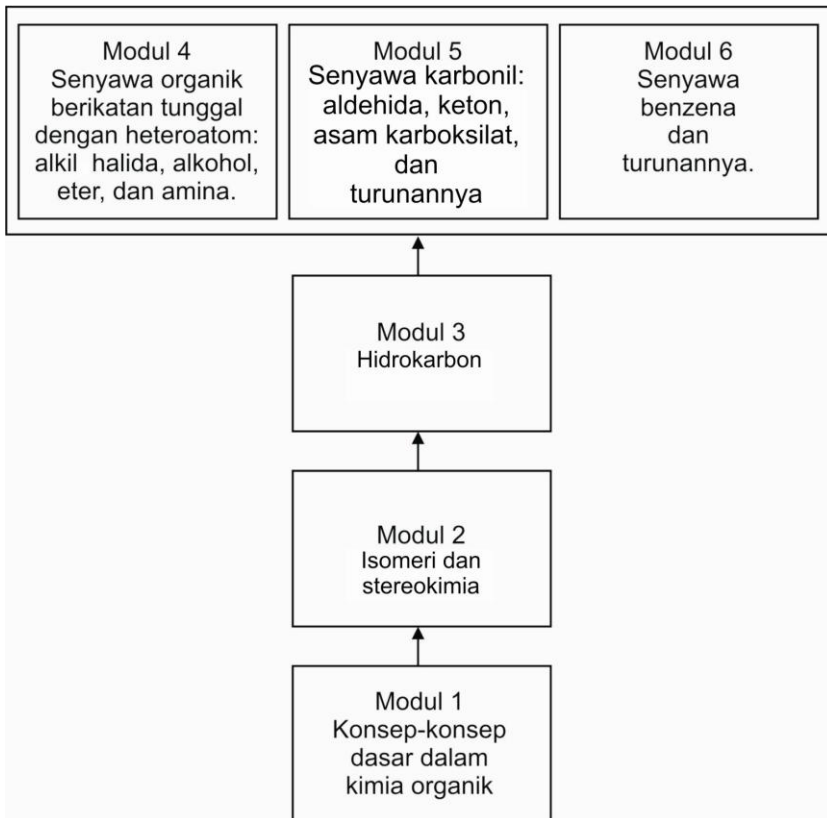 Modul 4
Senyawa organik
berikatan tunggal
dengan heteroatom:
alkil halida, alkohol,
eter, dan amina.
Modul 5
Senyawa karbonil:
aldehida, keton,
asam karboksilat,
dan
turunannya
Modul 6
Senyawa
benzena
dan
turunannya.
Modul 3
Hidrokarbon
Modul 2
Isomeri dan
stereokimia
Modul 1
Konsep-konsep
dasar dalam
kimia organik